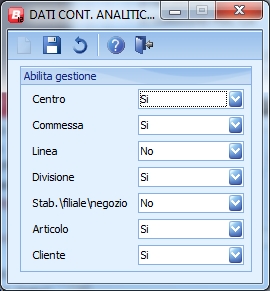 DATI CONT. ANALITIC...
Abilita gestione
Centro Si
Commessa Si
Linea No
Divisione Si
Stab.\filiale\negozio No
Articolo Si
Cliente Si